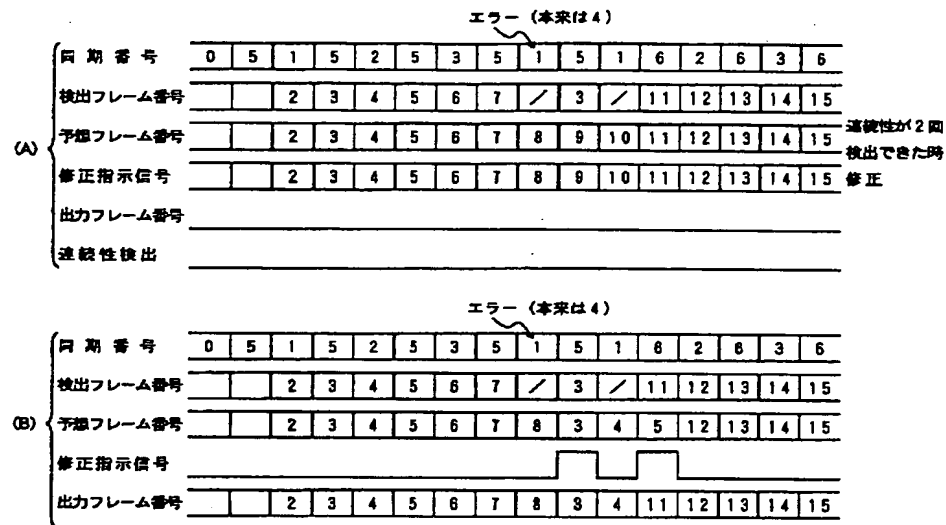 エラー (本来は4)
同期番号 0 5 1 5 2 5 3 5 1 5 1 6 2 6 3 6
検出フレーム番号 2 3 4 5 6 7 / 3 / 11 12 13 14 15
(A) 予想フレーム番号 2 3 4 5 6 7 8 9 10 11 12 13 14 15 連続性が2回
検出できた時
修正指示信号 2 3 4 5 6 7 8 9 10 11 12 13 14 15 修正
出力フレーム番号
連続性検出
エラー (本来は4)
同期番号 0 5 1 5 2 5 3 5 1 5 1 6 2 6 3 6
検出フレーム番号 2 3 4 5 6 7 / 3 / 11 12 13 14 15
(B) 予想フレーム番号 2 3 4 5 6 7 8 3 4 5 12 13 14 15
修正指示信号
出力フレーム番号 2 3 4 5 6 7 8 3 4 11 12 13 14 15